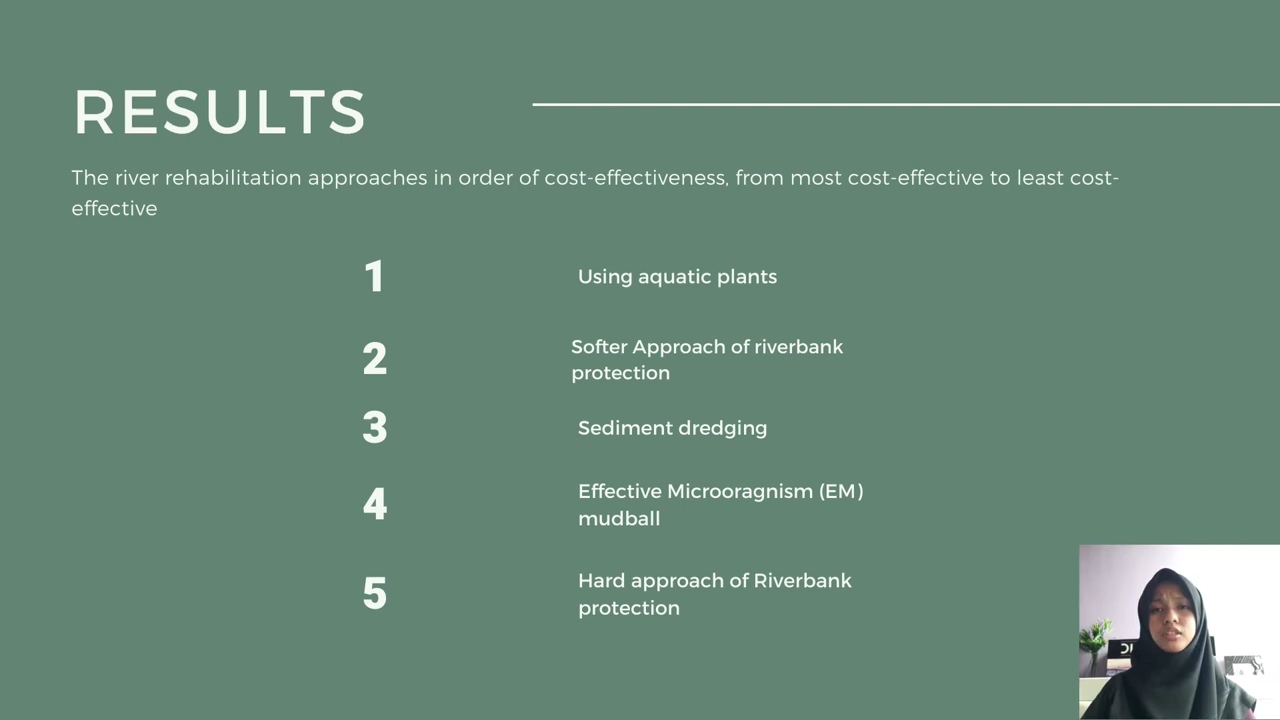 RESULTS
The river rehabilitation approaches in order of cost-effectiveness, from most cost-effective to least cost-
effective
1
Using aquatic plants
2
Softer Approach of riverbank
protection
3
Sediment dredging
4
Effective Microoragnism (EM)
mudball
5
Hard approach of Riverbank
protection